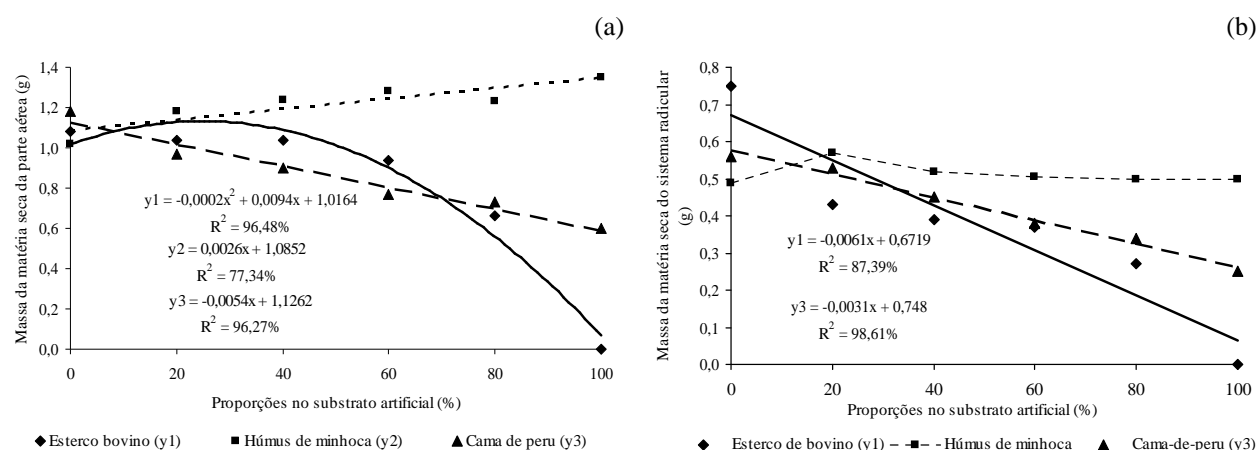 (a)
Massa da matéria seca da parte aérea (g)
1,4
1,2
1,0
0,8
0,6
0,4
0,2
0,0
y1 = -0,0002x² + 0,0094x + 1,0164
R² = 96,48%
y2 = 0,0026x + 1,0852
R² = 77,34%
y3 = -0,0054x + 1,1262
R² = 96,27%
0 20 40 60 80 100
Proporções no substrato artificial (%)
Esterco bovino (y1) Húmus de minhoca (y2) Cama de peru (y3)
(b)
Massa da matéria seca do sistema radicular
(g)
0,8
0,7
0,6
0,5
0,4
0,3
0,2
0,1
0,0
y1 = -0,0061x + 0,6719
R² = 87,39%
y3 = -0,0031x + 0,748
R² = 98,61%
0 20 40 60 80 100
Proporções no substrato artificial (%)
Esterco de bovino (y1) Húmus de minhoca Cama-de-peru (y3)